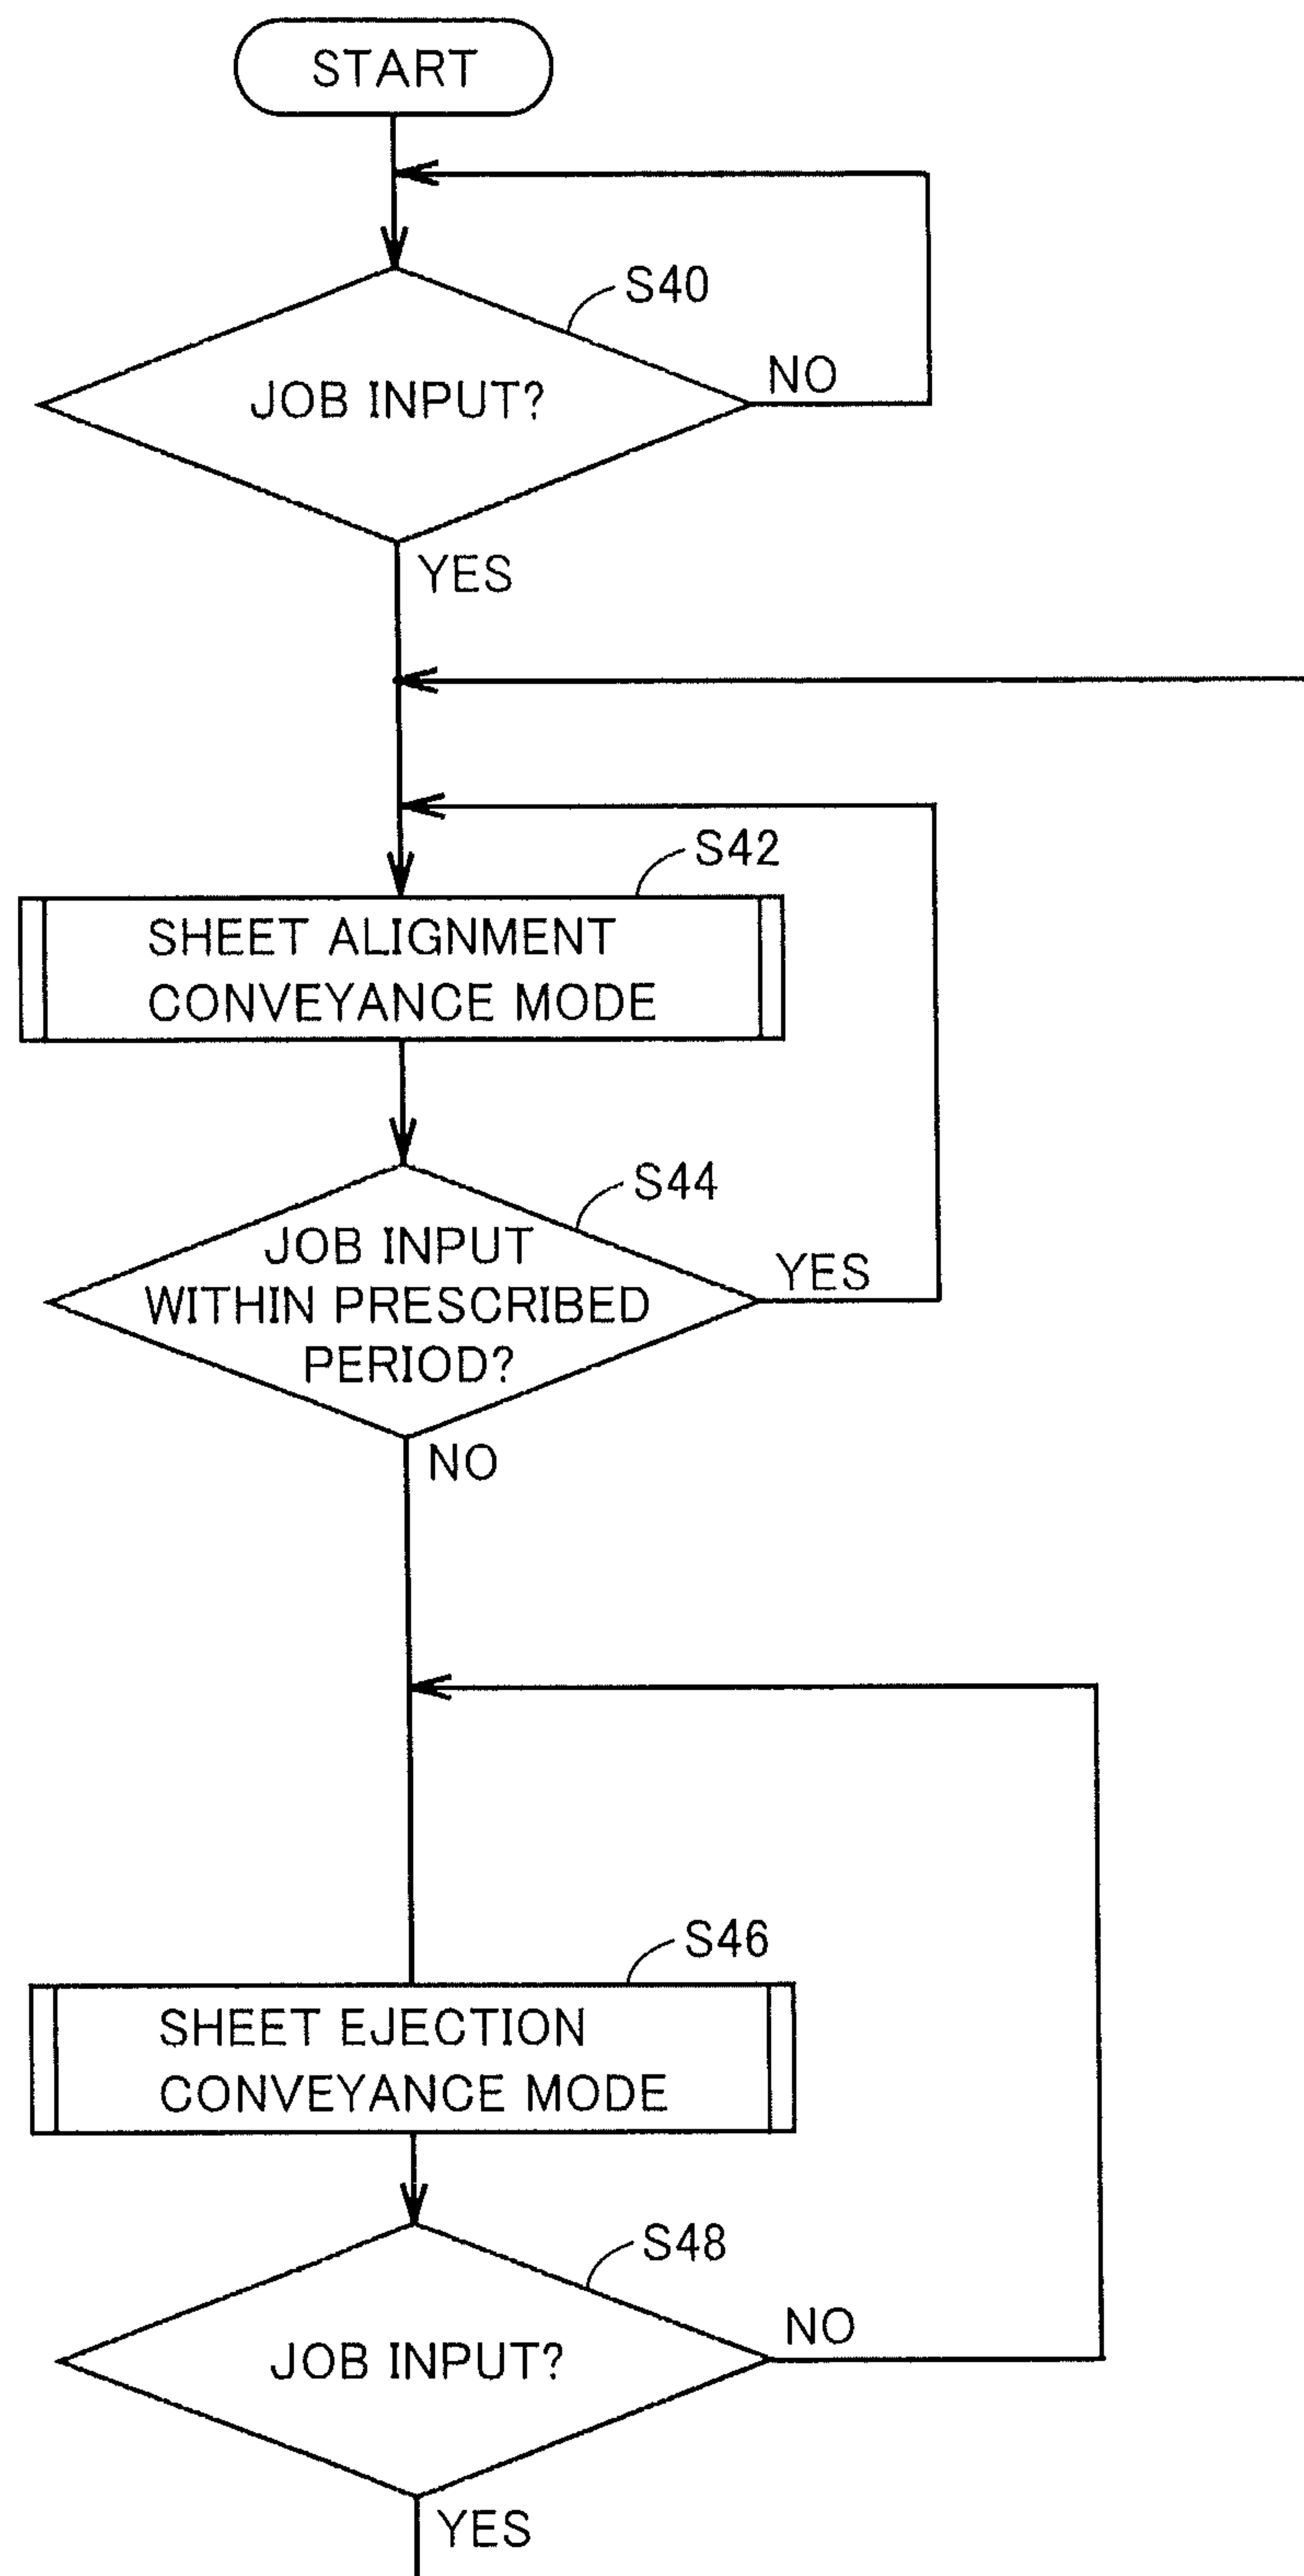 START
S40
JOB INPUT?
NO
YES
S42
SHEET ALIGNMENT
CONVEYANCE MODE
S44
JOB INPUT
WITHIN PRESCRIBED
PERIOD?
YES
NO
S46
SHEET EJECTION
CONVEYANCE MODE
S48
JOB INPUT?
NO
YES